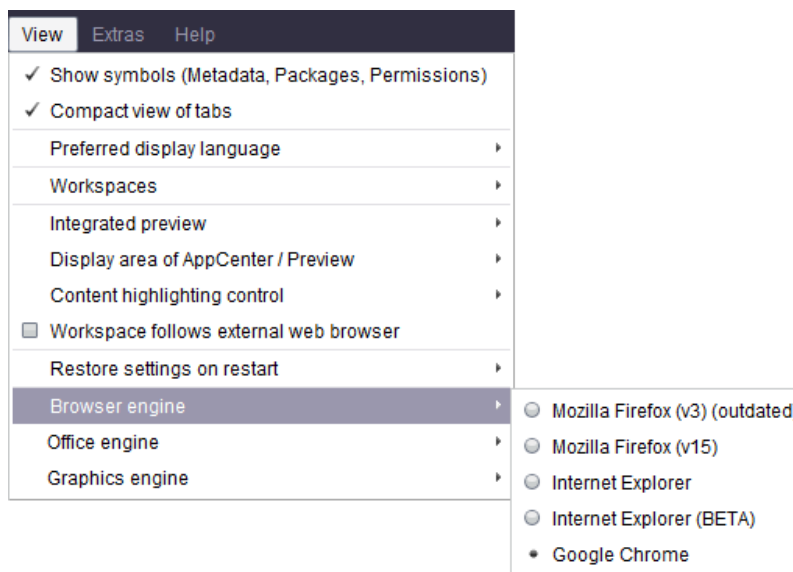 View Extras Help
Show symbols (Metadata, Packages, Permissions)
Compact view of tabs
Preferred display language
Workspaces
Integrated preview
Display area of AppCenter / Preview
Content highlighting control
Workspace follows external web browser
Restore settings on restart
Browser engine
Office engine
Graphics engine
Mozilla Firefox (v3) (outdated
Mozilla Firefox (v15)
Internet Explorer
Internet Explorer (BETA)
Google Chrome